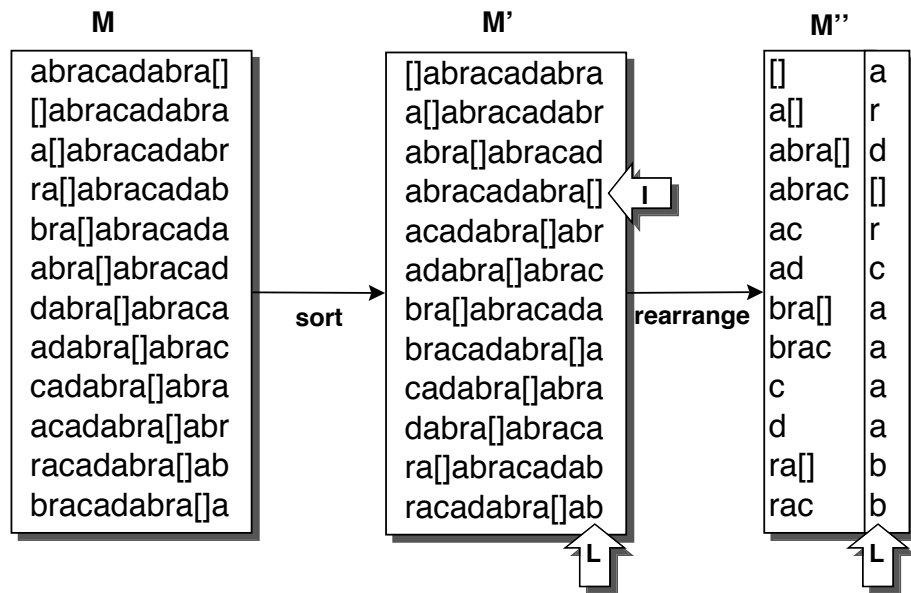 M
abracadabra[]
[]abracadabra
a[]abracadabr
ra[]abracadab
bra[]abracada
abra[]abracad
dabra[]abraca
adabra[]abrac
cadabra[]abra
acadabra[]abr
racadabra[]ab
bracadabra[]a
sort
M'
[]abracadabra
a[]abracadabr
abra[]abracad
abracadabra[]
I
acadabra[]abr
adabra[]abrac
bra[]abracada
bracadabra[]a
cadabra[]abra
dabra[]abraca
ra[]abracadab
racadabra[]ab
L
rearrange
M''
[] a
a[] r
abra[] d
abrac []
ac r
ad c
bra[] a
brac a
c a
d a
ra[] b
rac b
L